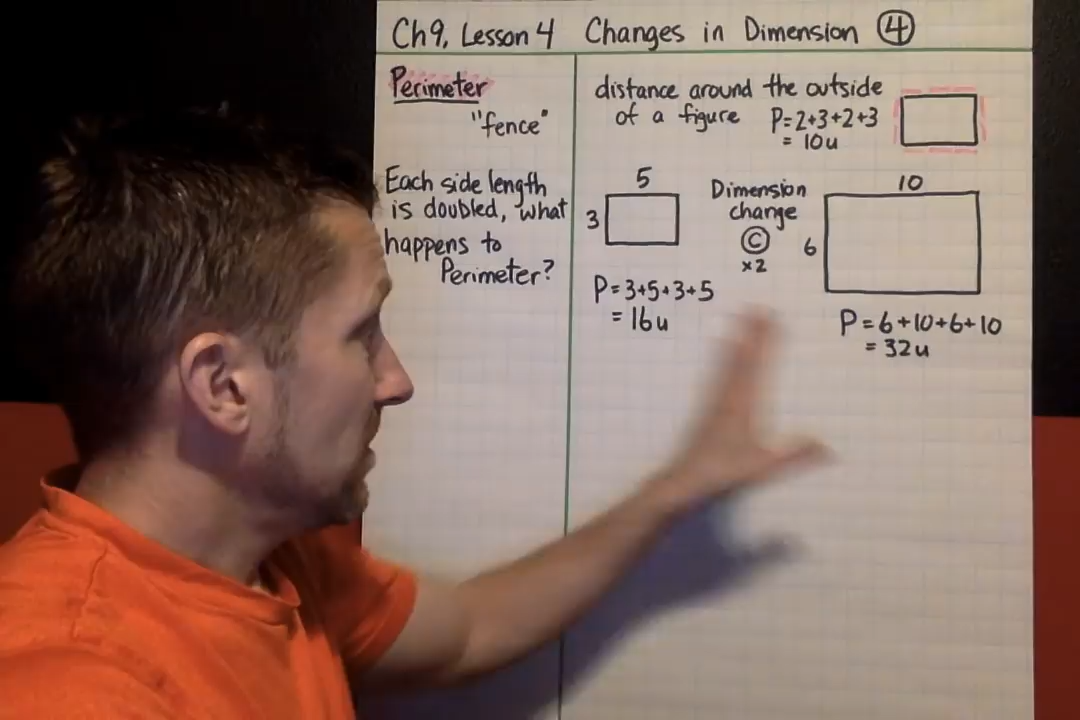 Ch 9, Lesson 4 Changes in Dimension ④
Perimeter
"fence"
distance around the outside
of a figure
P=2+3+2+3
= 10u
Each side length
is doubled, what
happens to
Perimeter?
5
3
P=3+5+3+5
= 16u
Dimension
change
©
x2
10
6
P=6+10+6+10
= 32u